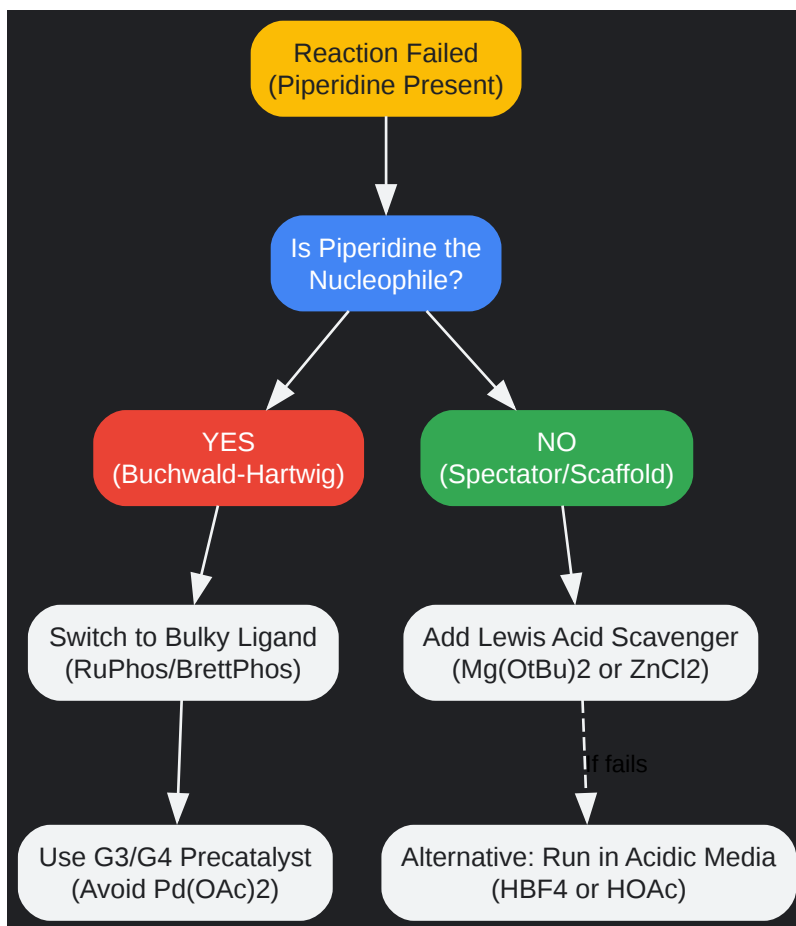 Reaction Failed
(Piperidine Present)
Is Piperidine the
Nucleophile?
YES
(Buchwald-Hartwig)
NO
(Spectator/Scaffold)
Switch to Bulky Ligand
(RuPhos/BrettPhos)
Add Lewis Acid Scavenger
(Mg(OtBu)2 or ZnCl2)
If fails
Use G3/G4 Precatalyst
(Avoid Pd(OAc)2)
Alternative: Run in Acidic Media
(HBF4 or HOAc)